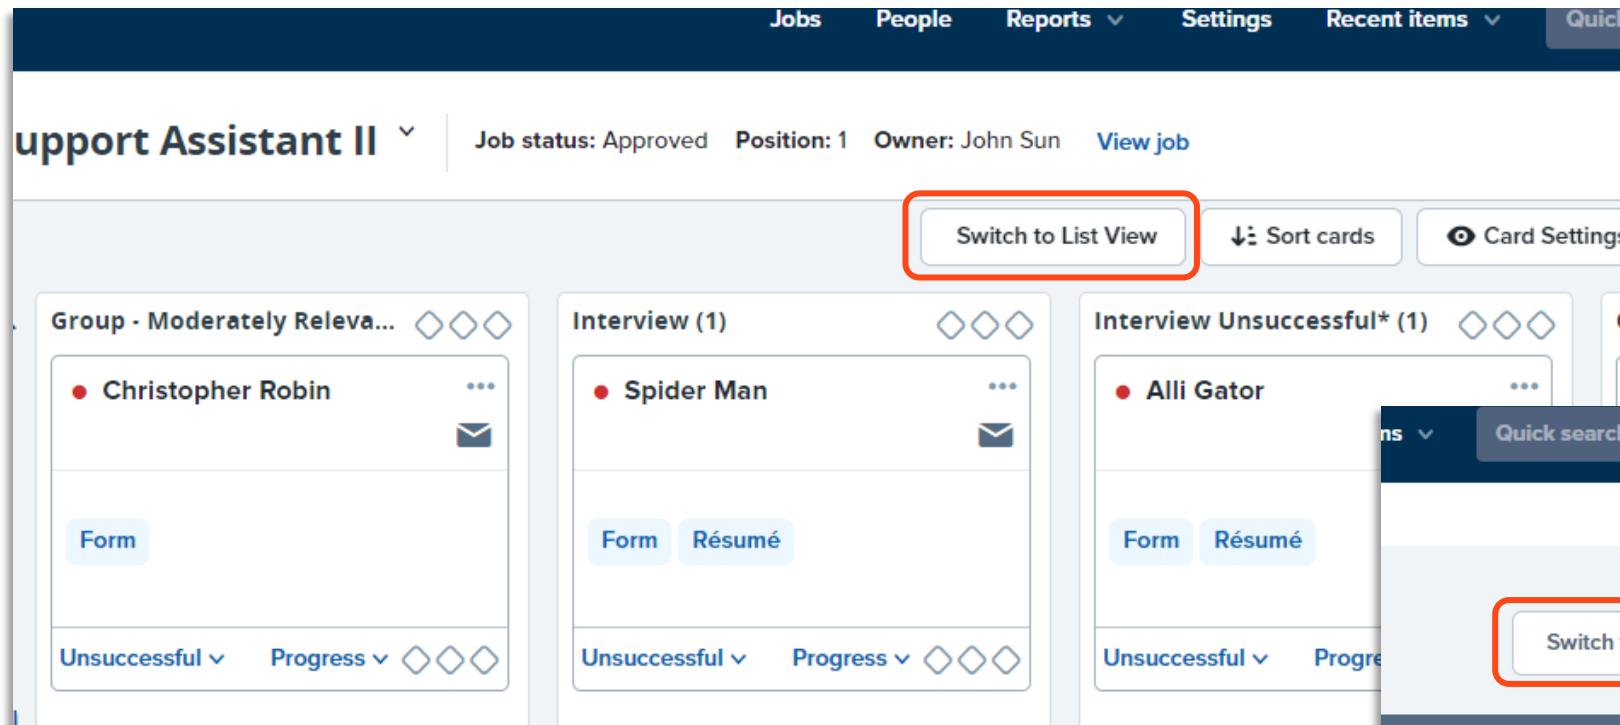 Jobs People Reports Settings Recent items
upport Assistant II Job status: Approved Position: 1 Owner: John Sun View job
Switch to List View Sort cards Card Settings
Group - Moderately Releva... Interview (1) Interview Unsuccessful* (1)
Christopher Robin Spider Man Alli Gator
ns Quick search
Form Form Résumé Form Résumé
Switch
Unsuccessful Progress Unsuccessful Progress Unsuccessful Progre